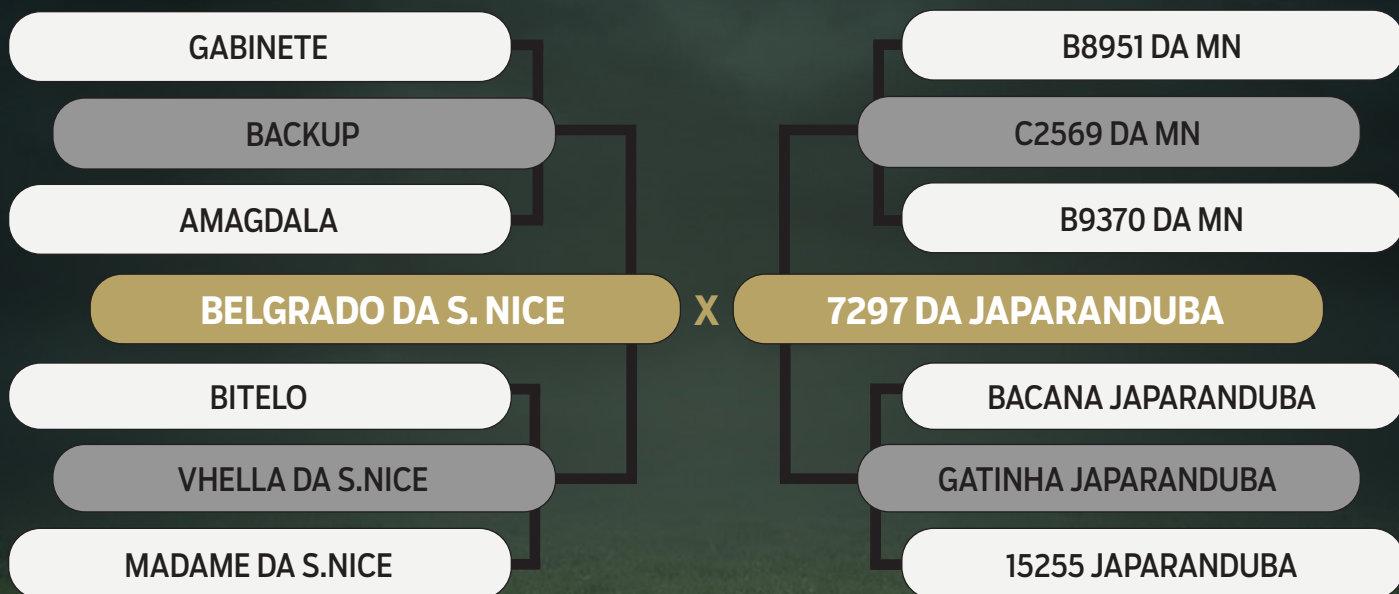 GABINETE
BACKUP
AMAGDALA
BELGRADO DA S. NICE
BITELO
VHELLA DA S.NICE
MADAME DA S.NICE
X
B8951 DA MN
C2569 DA MN
B9370 DA MN
7297 DA JAPARANDUBA
BACANA JAPARANDUBA
GATINHA JAPARANDUBA
15255 JAPARANDUBA